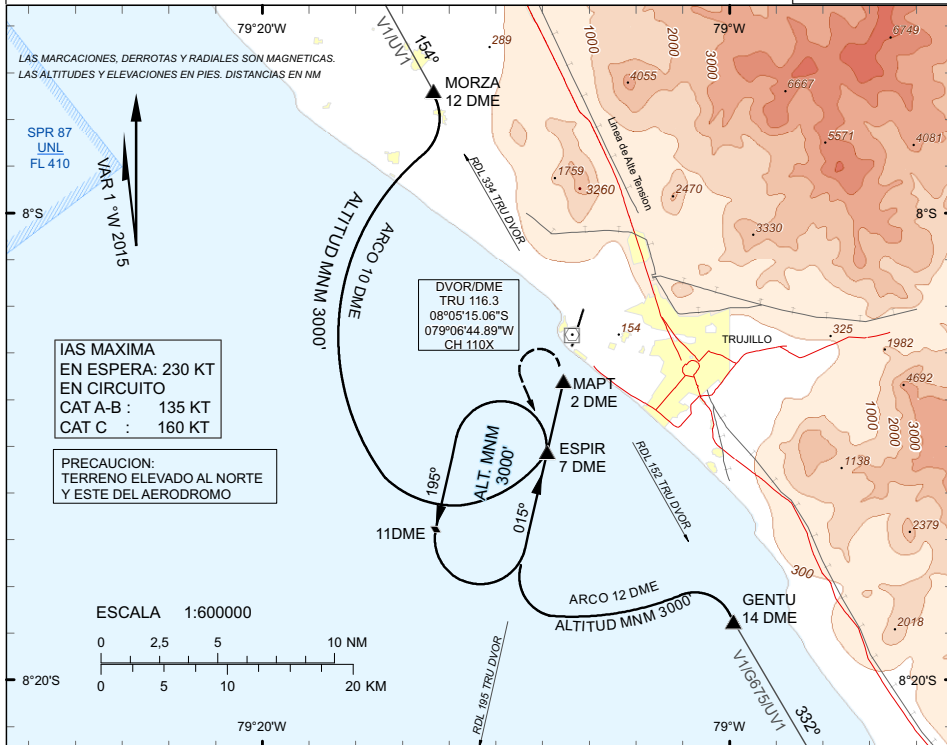 79°20'W
V1/UV1
154º
79°W
289
1000
2000
3000
6749
LAS MARCACIONES, DERROTAS Y RADIALES SON MAGNETICAS.
LAS ALTITUDES Y ELEVACIONES EN PIES. DISTANCIAS EN NM
MORZA
12 DME
4055
6667
SPR 87
UNL
FL 410
VAR 1 °W 2015
Línea de Alta Tension
5571
4081
RDL 334 TRU DVOR
1759
3260
2470
8°S
8°S
3330
ARCO 10 DME
ALTITUD MNM 3000'
DVOR/DME
TRU 116.3
08°05'15.06"S
079°06'44.89"W
CH 110X
154
TRUJILLO
325
1982
IAS MAXIMA
EN ESPERA: 230 KT
EN CIRCUITO
CAT A-B : 135 KT
CAT C : 160 KT
MAPT
2 DME
4692
1000
2000
3000
PRECAUCION:
TERRENO ELEVADO AL NORTE
Y ESTE DEL AERODROMO
ALT. MNM
3000'
ESPIR
7 DME
195º
015º
RDL 152 TRU DVOR
1138
11DME
2379
300
ARCO 12 DME
ALTITUD MNM 3000'
GENTU
14 DME
2018
ESCALA 1:600000
0 2,5 5 10 NM
0 5 10 20 KM
RDL 195 TRU DVOR
V1/G675/UV1
332º
8°20'S
8°20'S
79°20'W
79°W